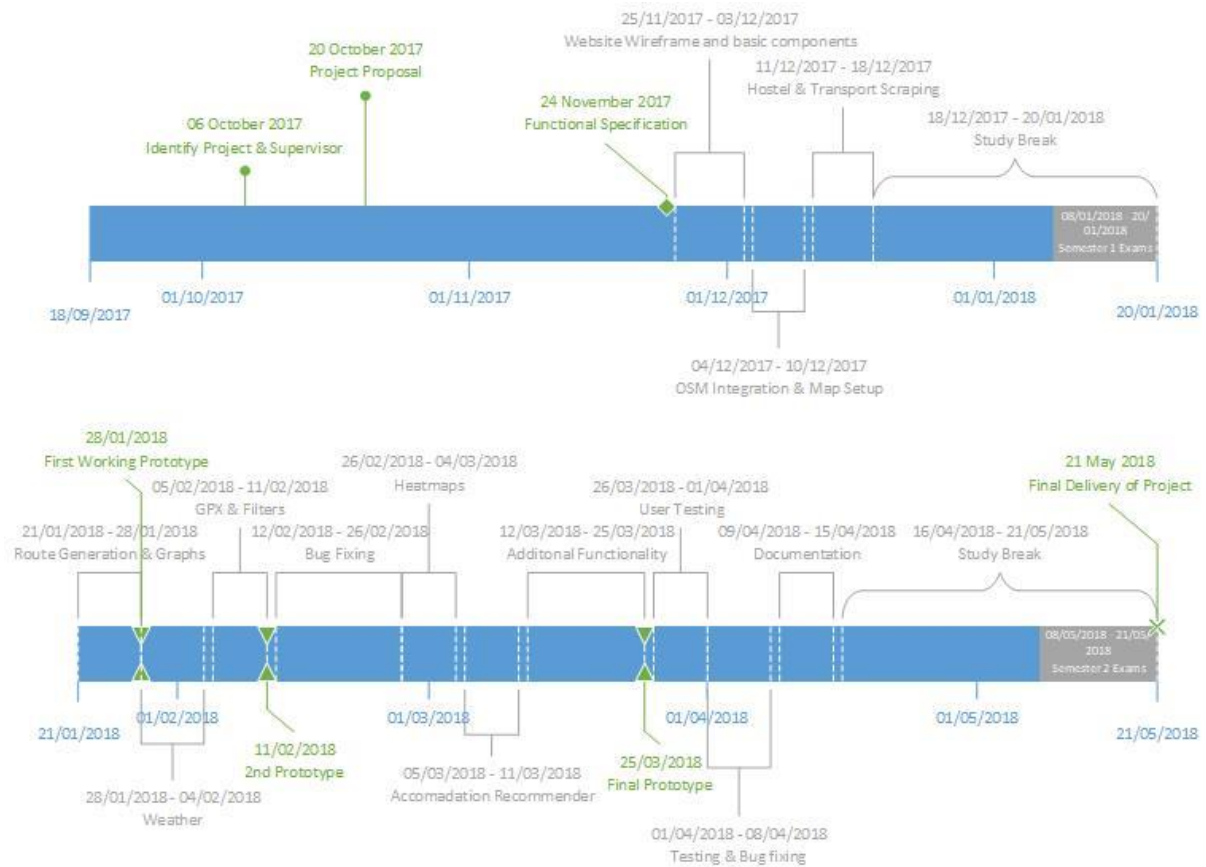 25/11/2017 - 03/12/2017
Website Wireframe and basic components
20 October 2017
Project Proposal
11/12/2017 - 18/12/2017
Hostel & Transport Scraping
24 November 2017
Functional Specification
06 October 2017
Identify Project & Supervisor
18/12/2017 - 20/01/2018
Study Break
08/01/2018 20/
01/2018
Semester 1 Exams
18/09/2017
01/10/2017
01/11/2017
01/12/2017
01/01/2018
20/01/2018
04/12/2017 - 10/12/2017
OSM Integration & Map Setup
28/01/2018
First Working Prototype
26/02/2018 - 04/03/2018
Heatmaps
21 May 2018
Final Delivery of Project
05/02/2018 - 11/02/2018
GPX & Filters
26/03/2018 - 01/04/2018
User Testing
21/01/2018 - 28/01/2018
Route Generation & Graphs
12/02/2018 - 26/02/2018
Bug Fixing
12/03/2018 - 25/03/2018
Additonal Functionality
09/04/2018 - 15/04/2018
Documentation
16/04/2018 - 21/05/2018
Study Break
08/05/2018 - 21/05/
2018
Semester 2 Exams
21/01/2018
01/02/2018
01/03/2018
01/04/2018
01/05/2018
21/05/2018
11/02/2018
2nd Prototype
25/03/2018
Final Prototype
28/01/2018 - 04/02/2018
Weather
05/03/2018 - 11/03/2018
Accomadation Recommender
01/04/2018 - 08/04/2018
Testing & Bug fixing